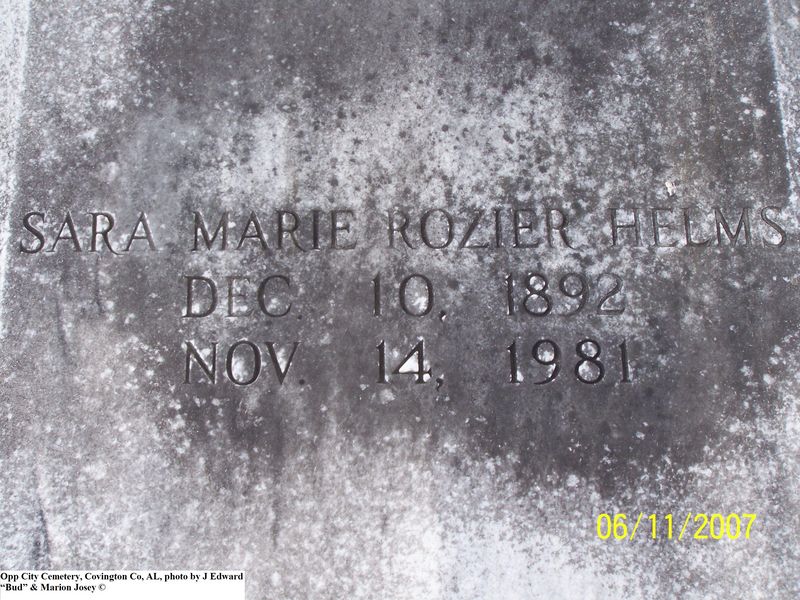 SARA MARIE ROZIER HELMS
DEC. 10, 1892
NOV. 14, 1981
06/11/2007
Opp City Cemetery, Covington Co, AL, photo by J Edward
“Bud” & Marion Josey ©